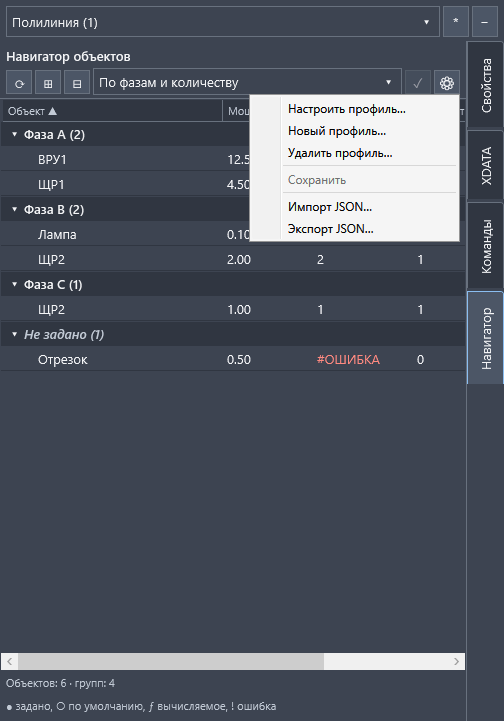 Полилиния (1)
* –
Навигатор объектов
По фазам и количеству
Объект
Настроить профиль...
Новый профиль...
Удалить профиль...
Сохранить
Импорт JSON...
Экспорт JSON...
Фаза A (2)
ВРУ1 12.5
ЩР1 4.50
Фаза B (2)
Лампа 0.10
ЩР2 2.00 2 1
Фаза C (1)
ЩР2 1.00 1 1
Не задано (1)
Отрезок 0.50 #ОШИБКА 0
Свойства
XDATA
Команды
Навигатор
Объектов: 6 · групп: 4
● задано, ○ по умолчанию, ƒ вычисляемое, ! ошибка